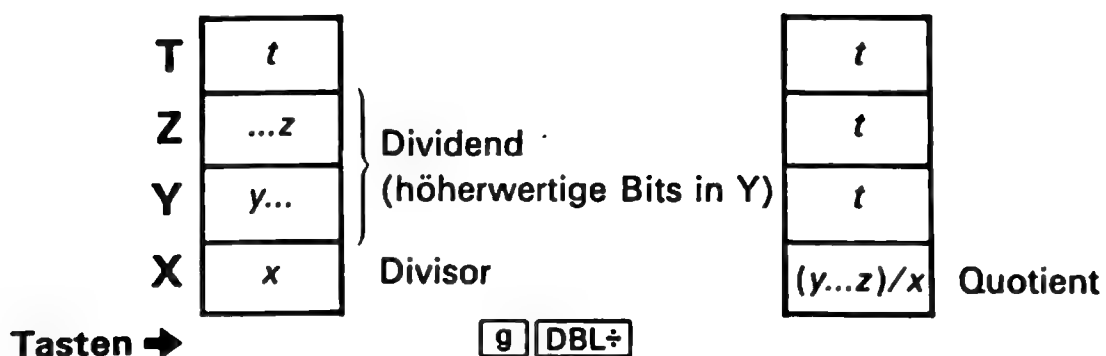 T t t
Z ...z Dividend t
Y y... (höherwertige Bits in Y) t
X x Divisor (y...z)/x Quotient
Tasten ➔ g DBL÷